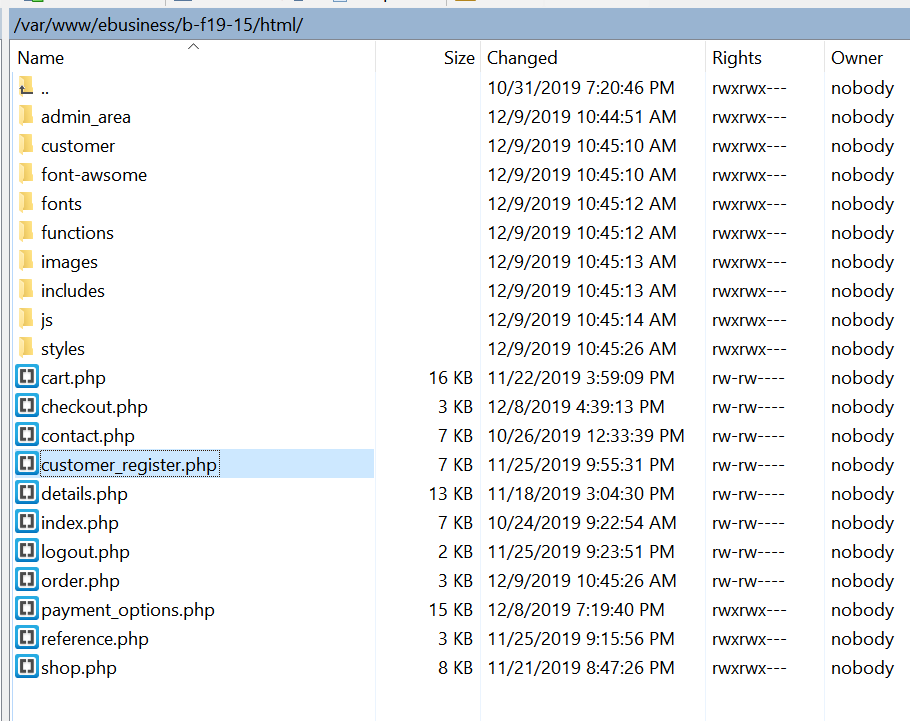 /var/www/ebusiness/b-f19-15/html/
Name Size Changed Rights Owner
.. 10/31/2019 7:20:46 PM rwxrwx--- nobody
admin_area 12/9/2019 10:44:51 AM rwxrwx--- nobody
customer 12/9/2019 10:45:10 AM rwxrwx--- nobody
font-awsome 12/9/2019 10:45:10 AM rwxrwx--- nobody
fonts 12/9/2019 10:45:12 AM rwxrwx--- nobody
functions 12/9/2019 10:45:12 AM rwxrwx--- nobody
images 12/9/2019 10:45:13 AM rwxrwx--- nobody
includes 12/9/2019 10:45:13 AM rwxrwx--- nobody
js 12/9/2019 10:45:14 AM rwxrwx--- nobody
styles 12/9/2019 10:45:26 AM rwxrwx--- nobody
cart.php 16 KB 11/22/2019 3:59:09 PM rw-rw---- nobody
checkout.php 3 KB 12/8/2019 4:39:13 PM rw-rw---- nobody
contact.php 7 KB 10/26/2019 12:33:39 PM rw-rw---- nobody
customer_register.php 7 KB 11/25/2019 9:55:31 PM rw-rw---- nobody
details.php 13 KB 11/18/2019 3:04:30 PM rw-rw---- nobody
index.php 7 KB 10/24/2019 9:22:54 AM rw-rw---- nobody
logout.php 2 KB 11/25/2019 9:23:51 PM rw-rw---- nobody
order.php 3 KB 12/9/2019 10:45:26 AM rw-rw---- nobody
payment_options.php 15 KB 12/8/2019 7:19:40 PM rwxrwx--- nobody
reference.php 3 KB 11/25/2019 9:15:56 PM rwxrwx--- nobody
shop.php 8 KB 11/21/2019 8:47:26 PM rwxrwx--- nobody